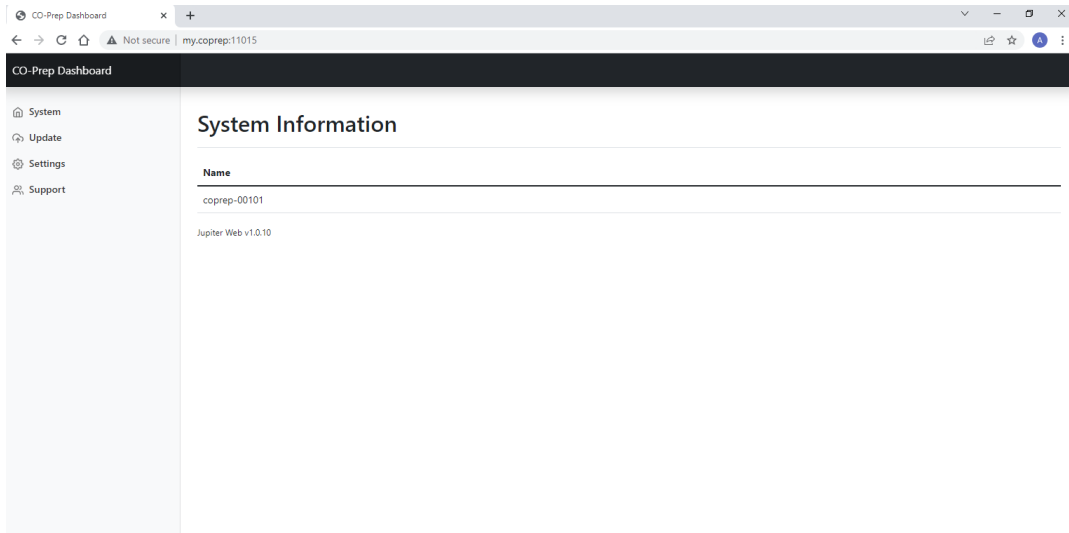 CO-Prep Dashboard
Not secure | my.coprep:11015
A
CO-Prep Dashboard
System
Update
Settings
Support
System Information
Name
coprep-00101
Jupiter Web v1.0.10